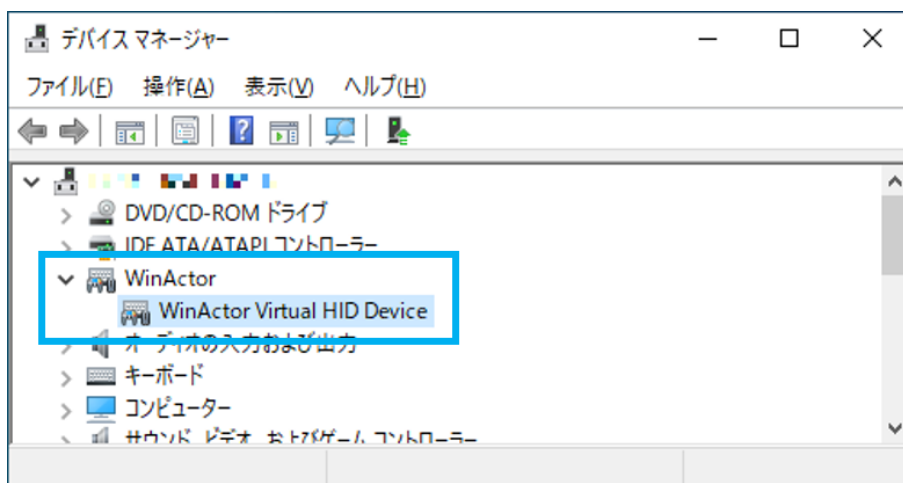 デバイス マネージャー
ファイル(F) 操作(A) 表示(V) ヘルプ(H)
DVD/CD-ROM ドライブ
IDE ATA/ATAPI コントローラー
WinActor
WinActor Virtual HID Device
オーディオの入力および出力
キーボード
コンピューター
サウンド、ビデオ、およびゲーム コントローラー